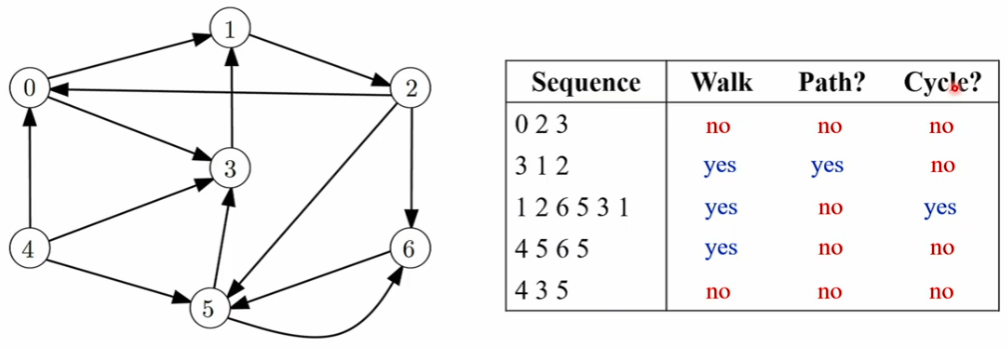 1
0
2
3
4
6
5
Sequence Walk Path? Cycle?
0 2 3 no no no
3 1 2 yes yes no
1 2 6 5 3 1 yes no yes
4 5 6 5 yes no no
4 3 5 no no no